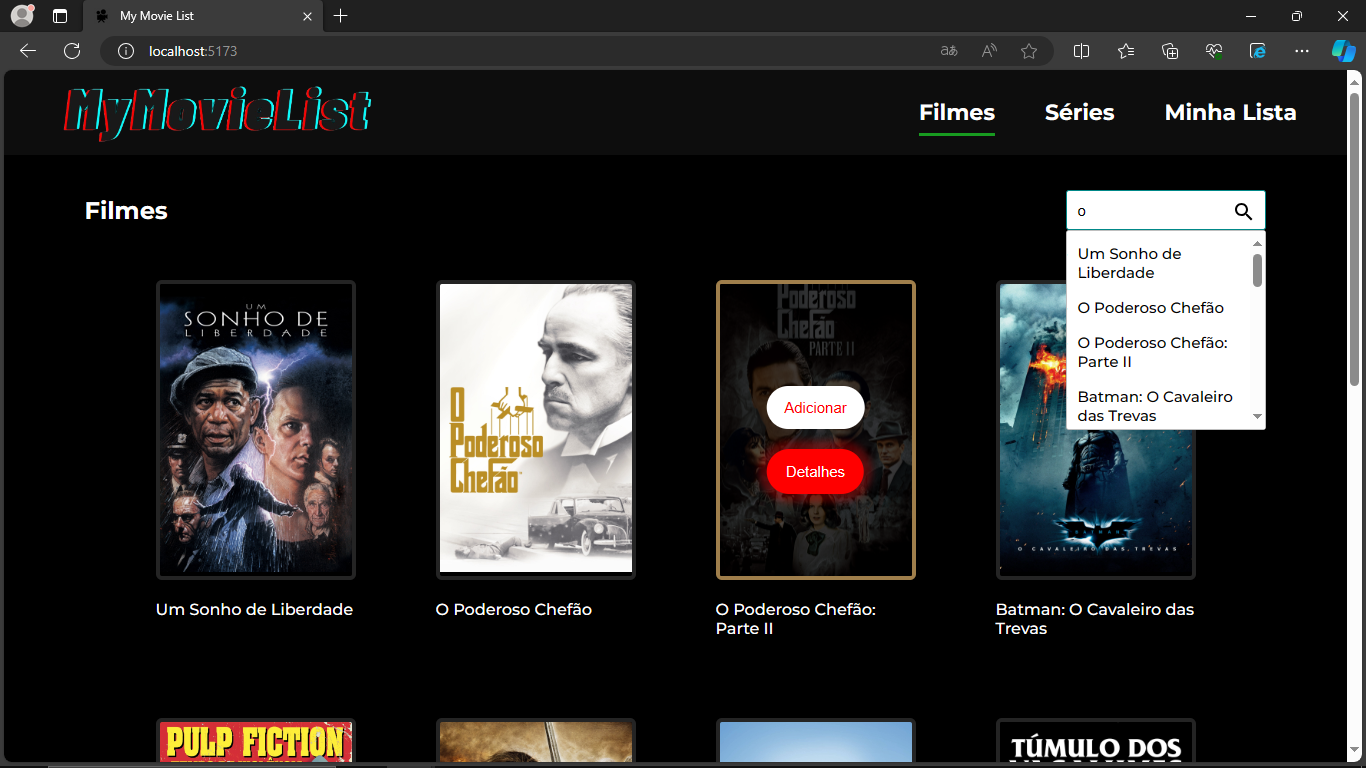 My Movie List
localhost:5173
MyMovieList
Filmes
Séries
Minha Lista
Filmes
o
Um Sonho de
Liberdade
O Poderoso Chefão
O Poderoso Chefão:
Parte II
Batman: O Cavaleiro
das Trevas
UM
SONHO DE
LIBERDADE
O
Poderoso
Chefão
Poderoso
Chefão
PARTE II
Adicionar
Detalhes
BATMAN
O CAVALEIRO DAS TREVAS
Um Sonho de Liberdade
O Poderoso Chefão
O Poderoso Chefão:
Parte II
Batman: O Cavaleiro das
Trevas
PULP FICTION
TÚMULO DOS